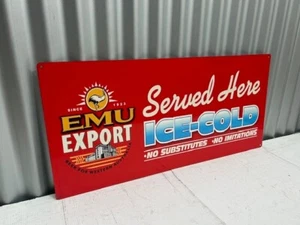 SINCE 1923
EMU
EXPORT
Served Here
ICE-COLD
•NO SUBSTITUTES •NO IMITATIONS